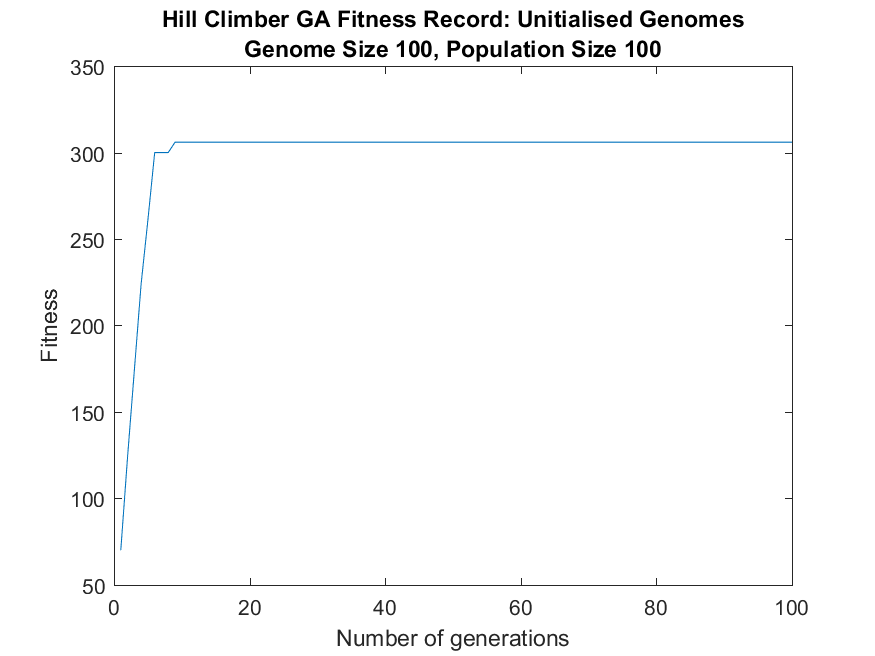 Hill Climber GA Fitness Record: Unitialised Genomes
Genome Size 100, Population Size 100
350
300
250
200
150
100
50
Fitness
0 20 40 60 80 100
Number of generations